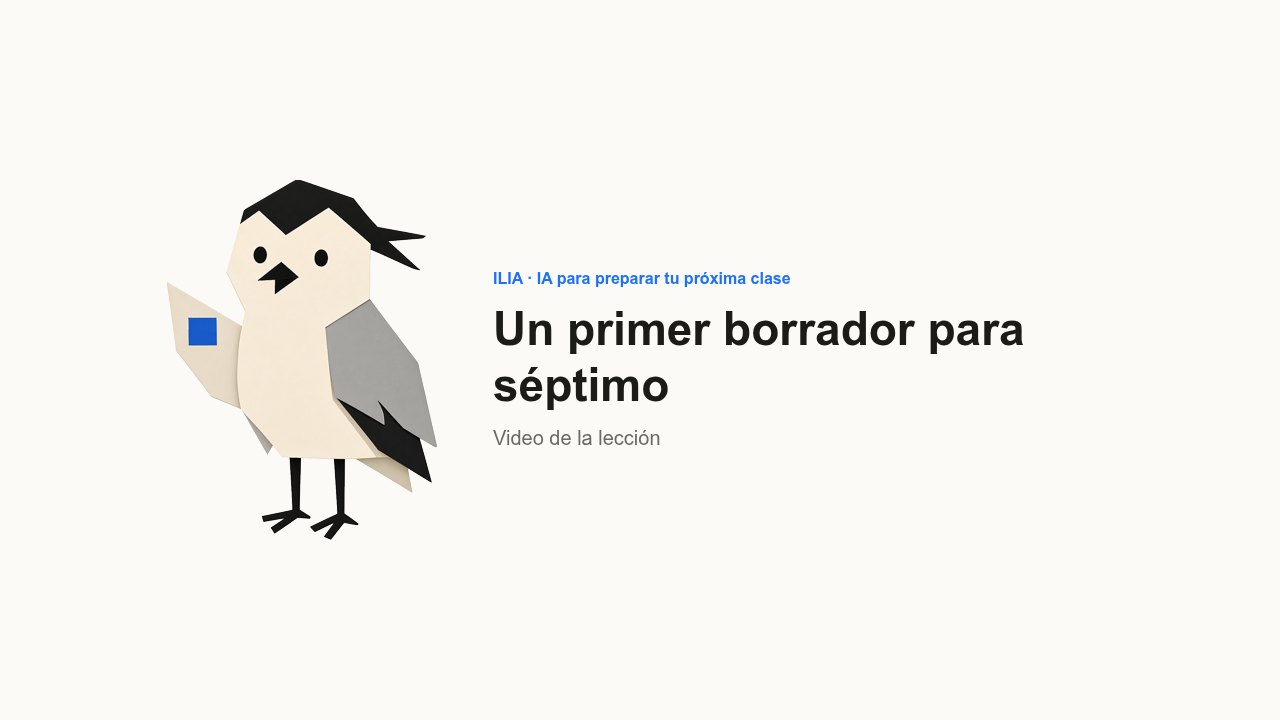 ILIA · IA para preparar tu próxima clase
Un primer borrador para
séptimo
Video de la lección